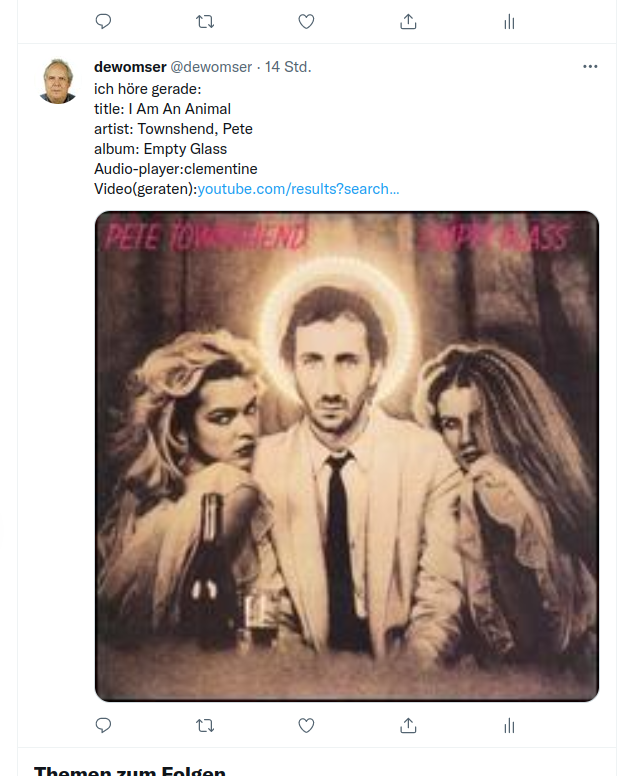 dewomser @dewomser · 14 Std.
ich höre gerade:
title: I Am An Animal
artist: Townshend, Pete
album: Empty Glass
Audio-player:clementine
Video(geraten):youtube.com/results?search...
PETE TOWNSHEND EMPTY GLASS
Themen zum Folgen